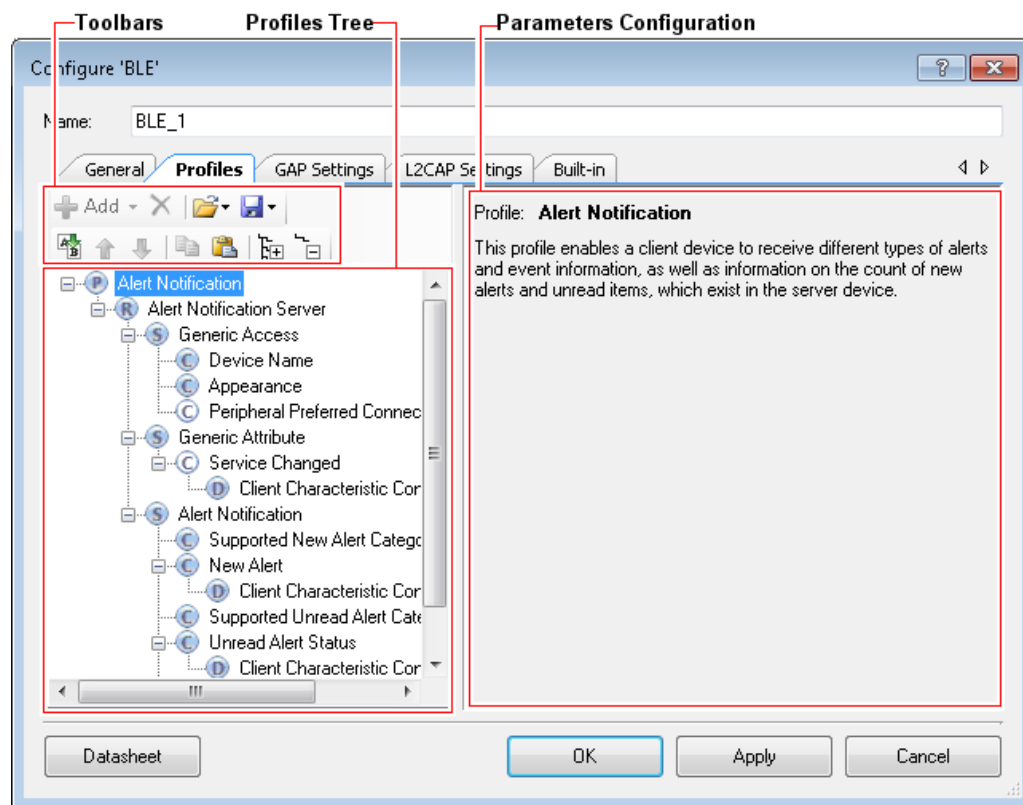 Toolbars Profiles Tree Parameters Configuration
Configure 'BLE'
Name: BLE_1
General Profiles GAP Settings L2CAP Settings Built-in
Add
Profile: Alert Notification
This profile enables a client device to receive different types of alerts
and event information, as well as information on the count of new
alerts and unread items, which exist in the server device.
A B
P Alert Notification
R Alert Notification Server
S Generic Access
C Device Name
C Appearance
C Peripheral Preferred Connec
S Generic Attribute
C Service Changed
D Client Characteristic Cor
S Alert Notification
C Supported New Alert Catego
C New Alert
D Client Characteristic Cor
C Supported Unread Alert Cate
C Unread Alert Status
D Client Characteristic Cor
Datasheet OK Apply Cancel